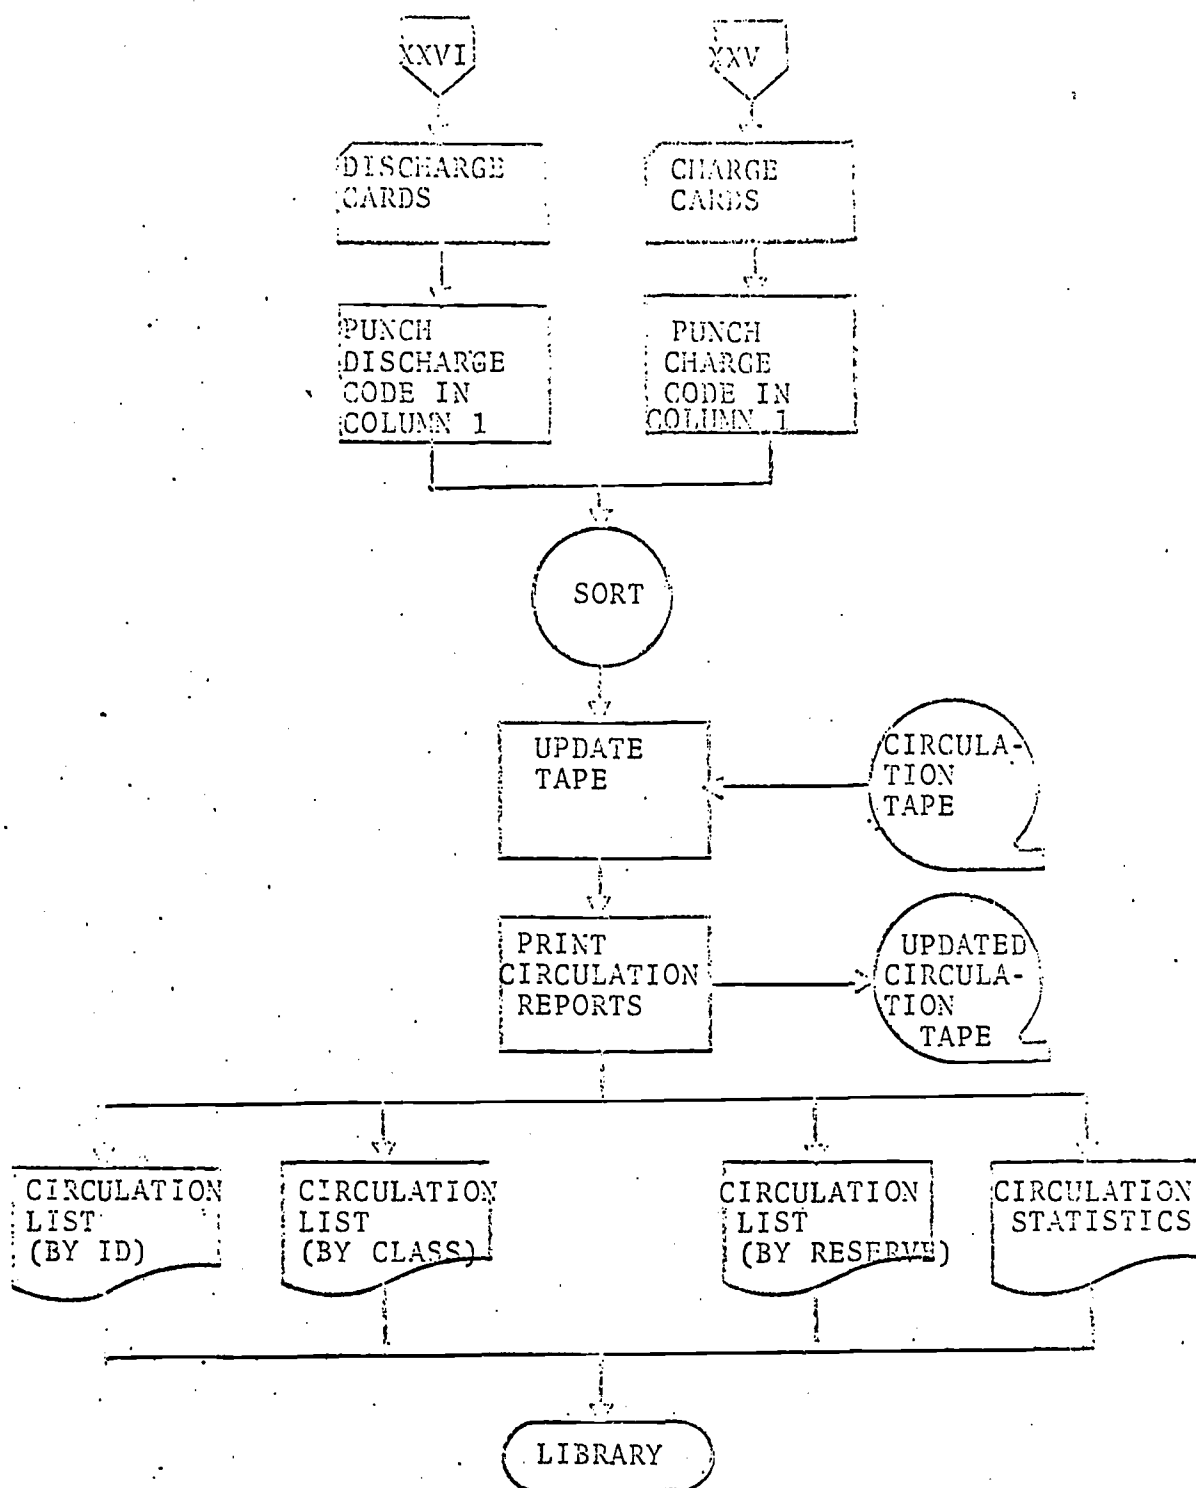 XXVI
XXV
DISCHARGE
CARDS
CHARGE
CARDS
PUNCH
DISCHARGE
CODE IN
COLUMN 1
PUNCH
CHARGE
CODE IN
COLUMN 1
SORT
UPDATE
TAPE
CIRCULA-
TION
TAPE
PRINT
CIRCULATION
REPORTS
UPDATED
CIRCULA-
TION
TAPE
CIRCULATION
LIST
(BY ID)
CIRCULATION
LIST
(BY CLASS)
CIRCULATION
LIST
(BY RESERVE)
CIRCULATION
STATISTICS
LIBRARY